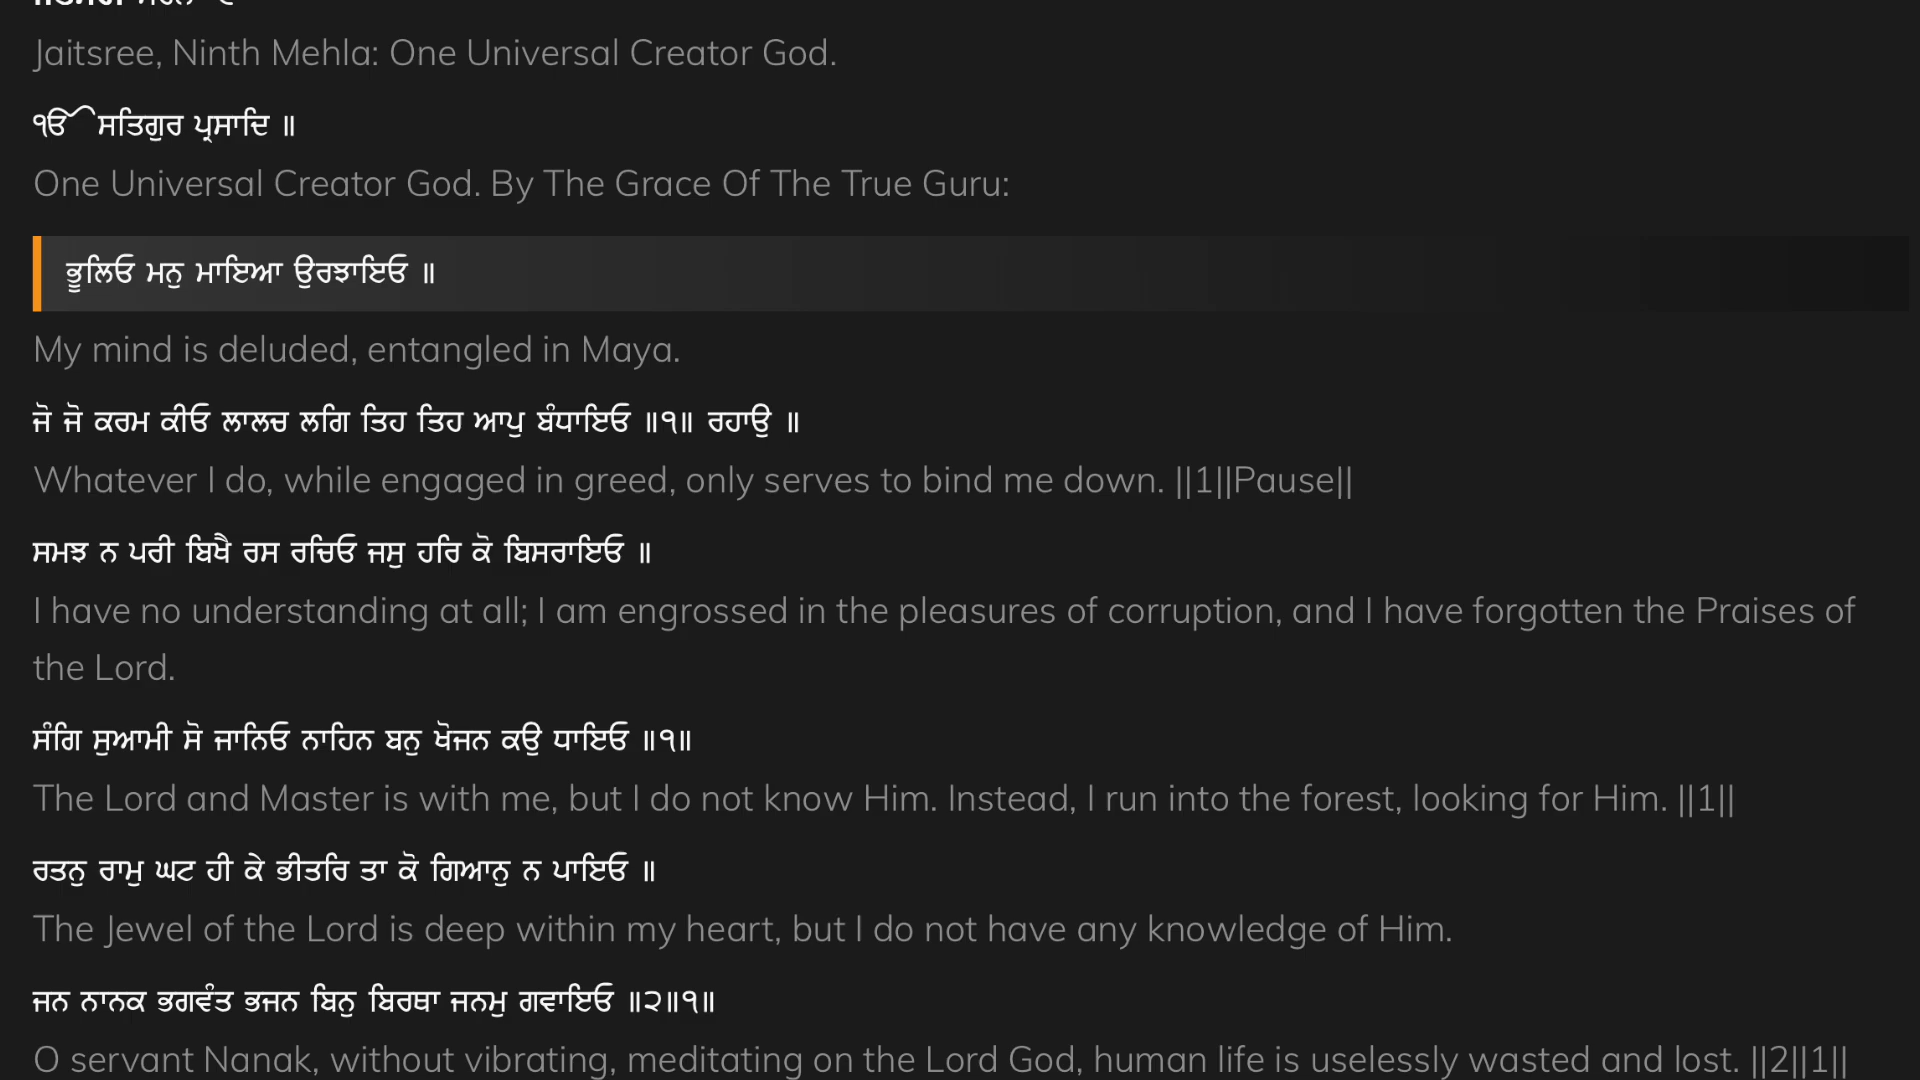 Jaitsree, Ninth Mehla: One Universal Creator God.
ੴ ਸਤਿਗੁਰ ਪ੍ਰਸਾਦਿ ॥
One Universal Creator God. By The Grace Of The True Guru:
ਭੂਲਿਓ ਮਨੁ ਮਾਇਆ ਉਰਝਾਇਓ ॥
My mind is deluded, entangled in Maya.
ਜੋ ਜੋ ਕਰਮ ਕੀਓ ਲਾਲਚ ਲਗਿ ਤਿਹ ਤਿਹ ਆਪੁ ਬੰਧਾਇਓ ॥੧॥ ਰਹਾਉ ॥
Whatever I do, while engaged in greed, only serves to bind me down. ||1||Pause||
ਸਮਝ ਨ ਪਰੀ ਬਿਖੈ ਰਸ ਰਚਿਓ ਜਸੁ ਹਰਿ ਕੋ ਬਿਸਰਾਇਓ ॥
I have no understanding at all; I am engrossed in the pleasures of corruption, and I have forgotten the Praises of
the Lord.
ਸੰਗਿ ਸੁਆਮੀ ਸੋ ਜਾਨਿਓ ਨਾਹਿਨ ਬਨੁ ਖੋਜਨ ਕਉ ਧਾਇਓ ॥੧॥
The Lord and Master is with me, but I do not know Him. Instead, I run into the forest, looking for Him. ||1||
ਰਤਨੁ ਰਾਮੁ ਘਟ ਹੀ ਕੇ ਭੀਤਰਿ ਤਾ ਕੋ ਗਿਆਨੁ ਨ ਪਾਇਓ ॥
The Jewel of the Lord is deep within my heart, but I do not have any knowledge of Him.
ਜਨ ਨਾਨਕ ਭਗਵੰਤ ਭਜਨ ਬਿਨੁ ਬਿਰਥਾ ਜਨਮੁ ਗਵਾਇਓ ॥੨॥੧॥
O servant Nanak, without vibrating, meditating on the Lord God, human life is uselessly wasted and lost. ||2||1||